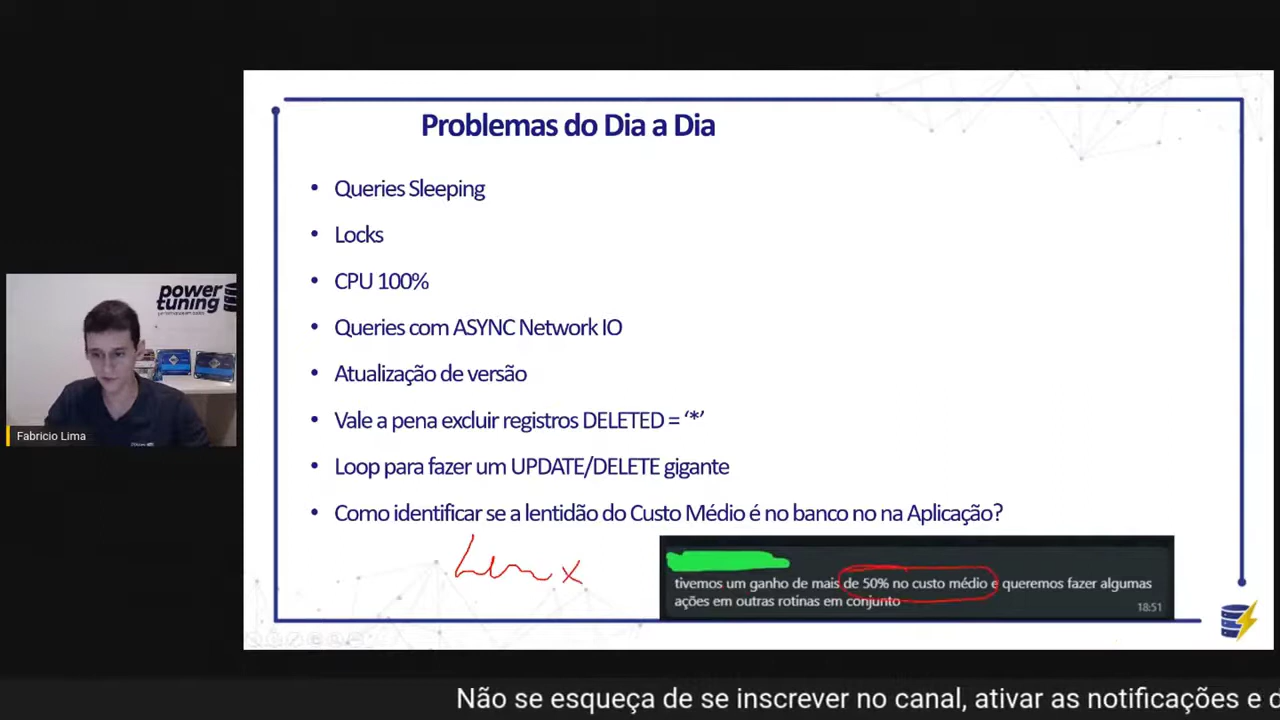 Problemas do Dia a Dia
• Queries Sleeping
• Locks
• CPU 100%
• Queries com ASYNC Network IO
• Atualização de versão
• Vale a pena excluir registros DELETED = ‘*’
• Loop para fazer um UPDATE/DELETE gigante
• Como identificar se a lentidão do Custo Médio é no banco no na Aplicação?
tivemos um ganho de mais de 50% no custo médio e queremos fazer algumas
ações em outras rotinas em conjunto
18:51
power
tuning
Fabricio Lima
Não se esqueça de se inscrever no canal, ativar as notificações e d